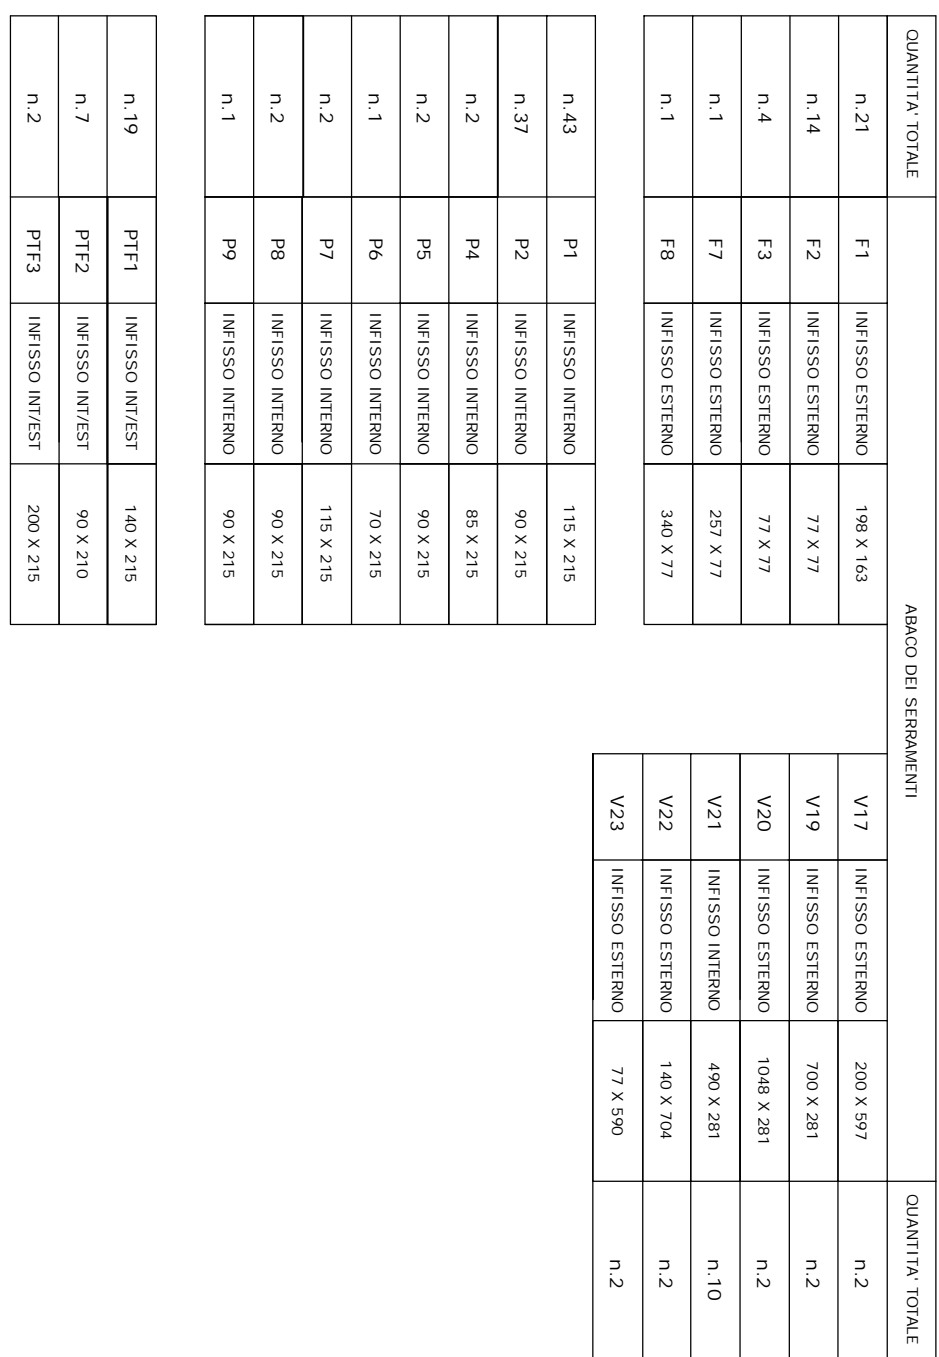 QUANTITA' TOTALE ABACO DEI SERRAMENTI QUANTITA' TOTALE
n.21 F1 INFISSO ESTERNO 198 X 163 V17 INFISSO ESTERNO 200 X 597 n.2
n.14 F2 INFISSO ESTERNO 77 X 77 V19 INFISSO ESTERNO 700 X 281 n.2
n.4 F3 INFISSO ESTERNO 77 X 77 V20 INFISSO ESTERNO 1048 X 281 n.2
n.1 F7 INFISSO ESTERNO 257 X 77 V21 INFISSO INTERNO 490 X 281 n.10
n.1 F8 INFISSO ESTERNO 340 X 77 V22 INFISSO ESTERNO 140 X 704 n.2
V23 INFISSO ESTERNO 77 X 590 n.2
n.43 P1 INFISSO INTERNO 115 X 215
n.37 P2 INFISSO INTERNO 90 X 215
n.2 P4 INFISSO INTERNO 85 X 215
n.2 P5 INFISSO INTERNO 90 X 215
n.1 P6 INFISSO INTERNO 70 X 215
n.2 P7 INFISSO INTERNO 115 X 215
n.2 P8 INFISSO INTERNO 90 X 215
n.1 P9 INFISSO INTERNO 90 X 215
n.19 PTF1 INFISSO INT/EST 140 X 215
n.7 PTF2 INFISSO INT/EST 90 X 210
n.2 PTF3 INFISSO INT/EST 200 X 215